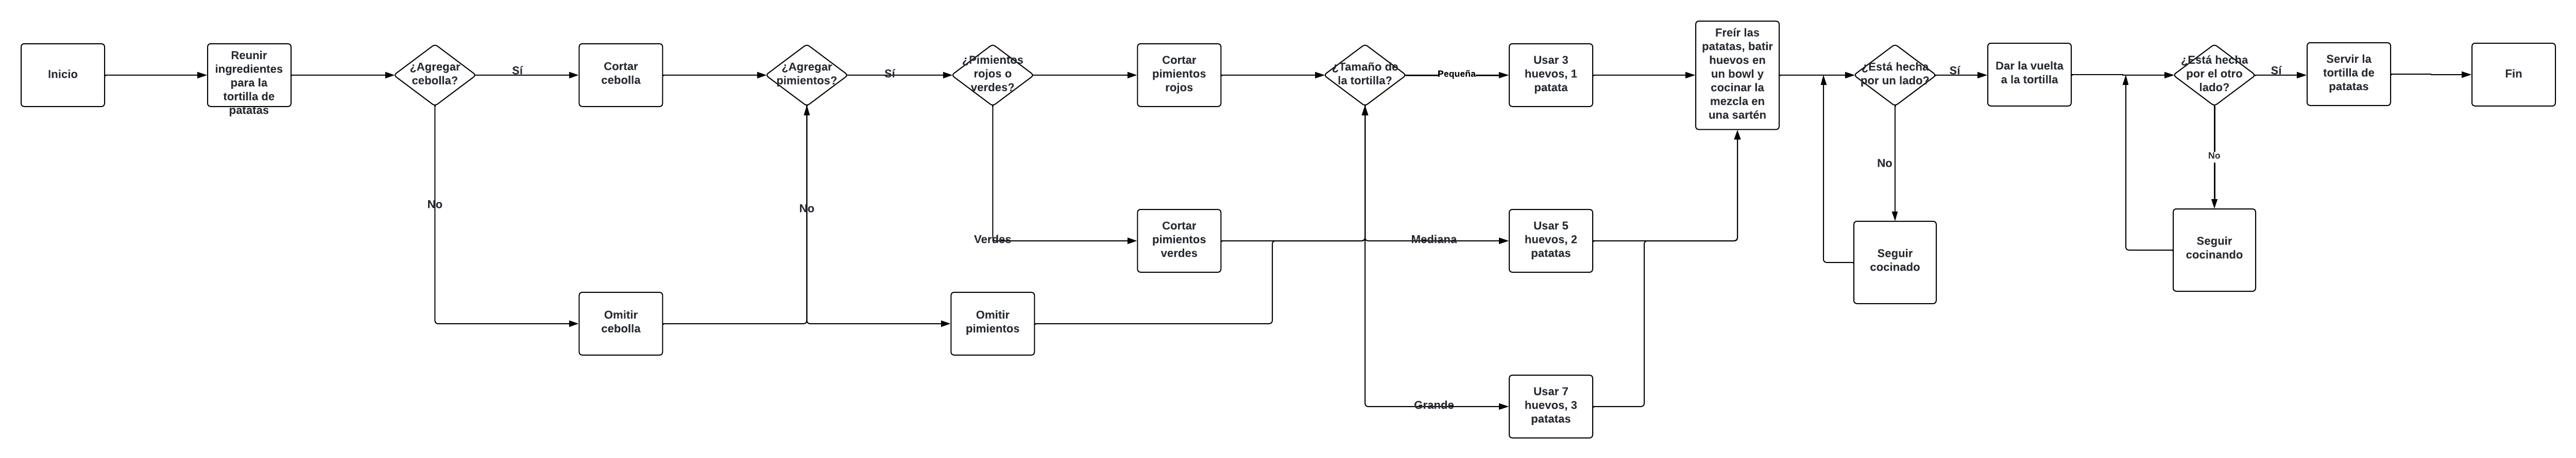 Inicio
Reunir
ingredientes
para la
tortilla de
patatas
¿Agregar
cebolla?
Sí
Cortar
cebolla
¿Agregar
pimientos?
Sí
¿Pimientos
rojos o
verdes?
Cortar
pimientos
rojos
¿Tamaño de
la tortilla?
Pequeña
Usar 3
huevos, 1
patata
Freír las
patatas, batir
huevos en
un bowl y
cocinar la
mezcla en
una sartén
¿Está hecha
por un lado?
Sí
Dar la vuelta
a la tortilla
¿Está hecha
por el otro
lado?
Sí
Servir la
tortilla de
patatas
Fin
No
No
No
No
Verdes
Cortar
pimientos
verdes
Mediana
Usar 5
huevos, 2
patatas
Seguir
cocinado
Seguir
cocinando
Omitir
cebolla
Omitir
pimientos
Grande
Usar 7
huevos, 3
patatas